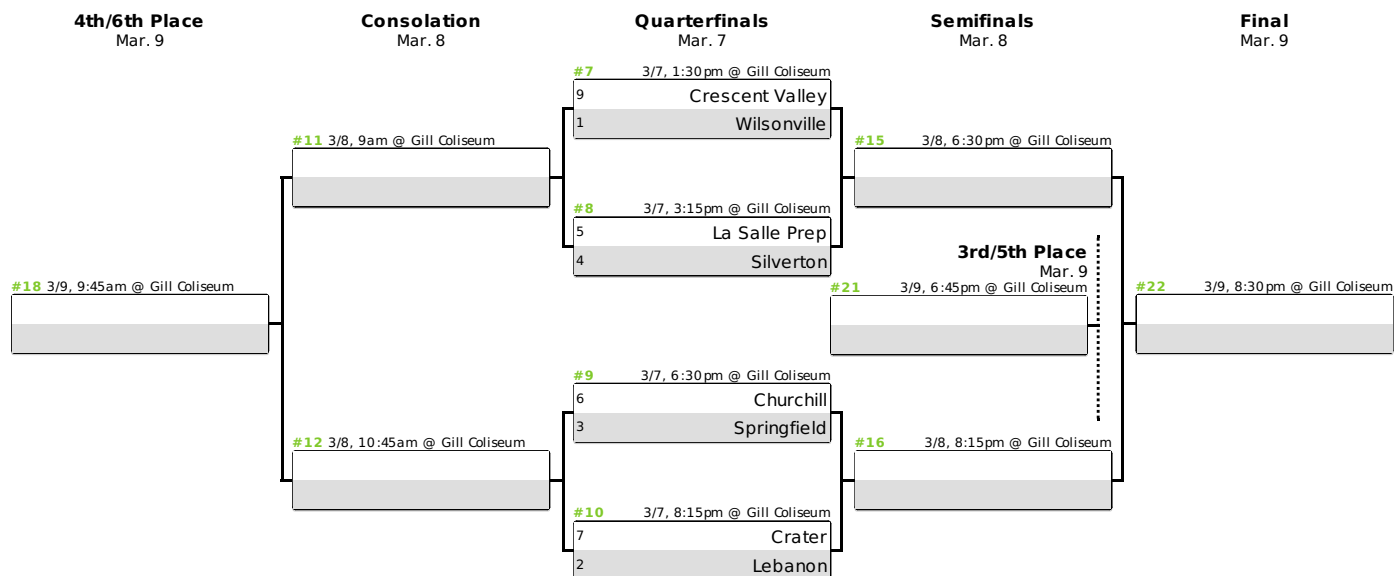 4th/6th Place
Mar. 9
Consolation
Mar. 8
Quarterfinals
Mar. 7
Semifinals
Mar. 8
Final
Mar. 9
#7 3/7, 1:30pm @ Gill Coliseum
9 Crescent Valley
1 Wilsonville
#11 3/8, 9am @ Gill Coliseum
#15 3/8, 6:30pm @ Gill Coliseum
#8 3/7, 3:15pm @ Gill Coliseum
5 La Salle Prep
4 Silverton
3rd/5th Place
Mar. 9
#18 3/9, 9:45am @ Gill Coliseum
#21 3/9, 6:45pm @ Gill Coliseum
#22 3/9, 8:30pm @ Gill Coliseum
#9 3/7, 6:30pm @ Gill Coliseum
6 Churchill
3 Springfield
#12 3/8, 10:45am @ Gill Coliseum
#16 3/8, 8:15pm @ Gill Coliseum
#10 3/7, 8:15pm @ Gill Coliseum
7 Crater
2 Lebanon